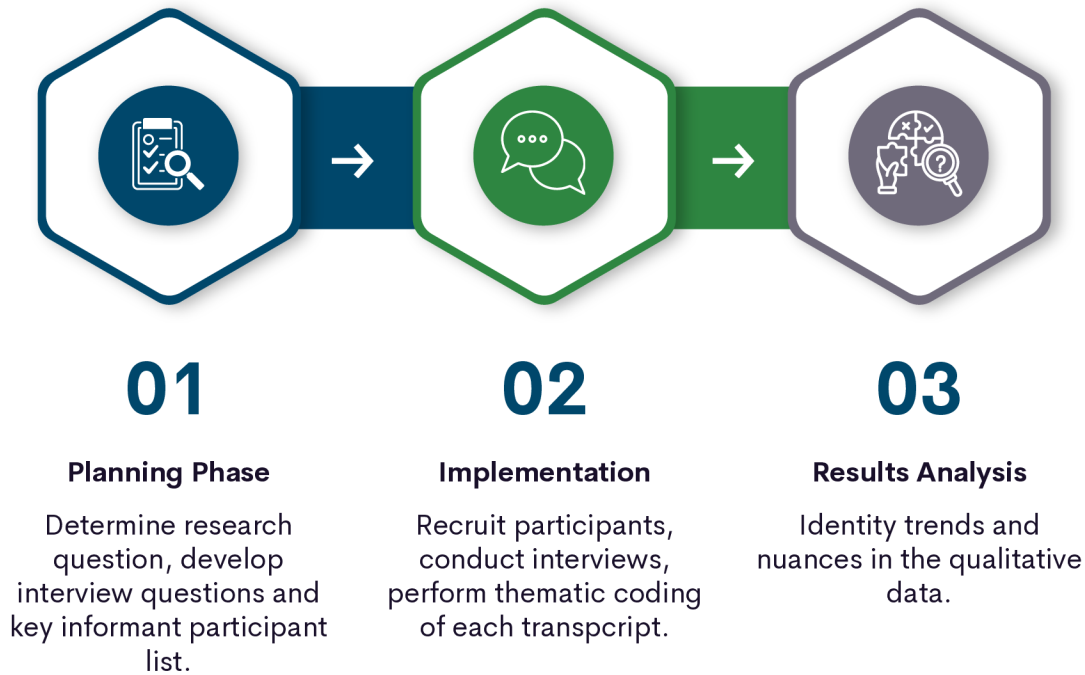 01
Planning Phase
Determine research
question, develop
interview questions and
key informant participant
list.
02
Implementation
Recruit participants,
conduct interviews,
perform thematic coding
of each transpcript.
03
Results Analysis
Identity trends and
nuances in the qualitative
data.